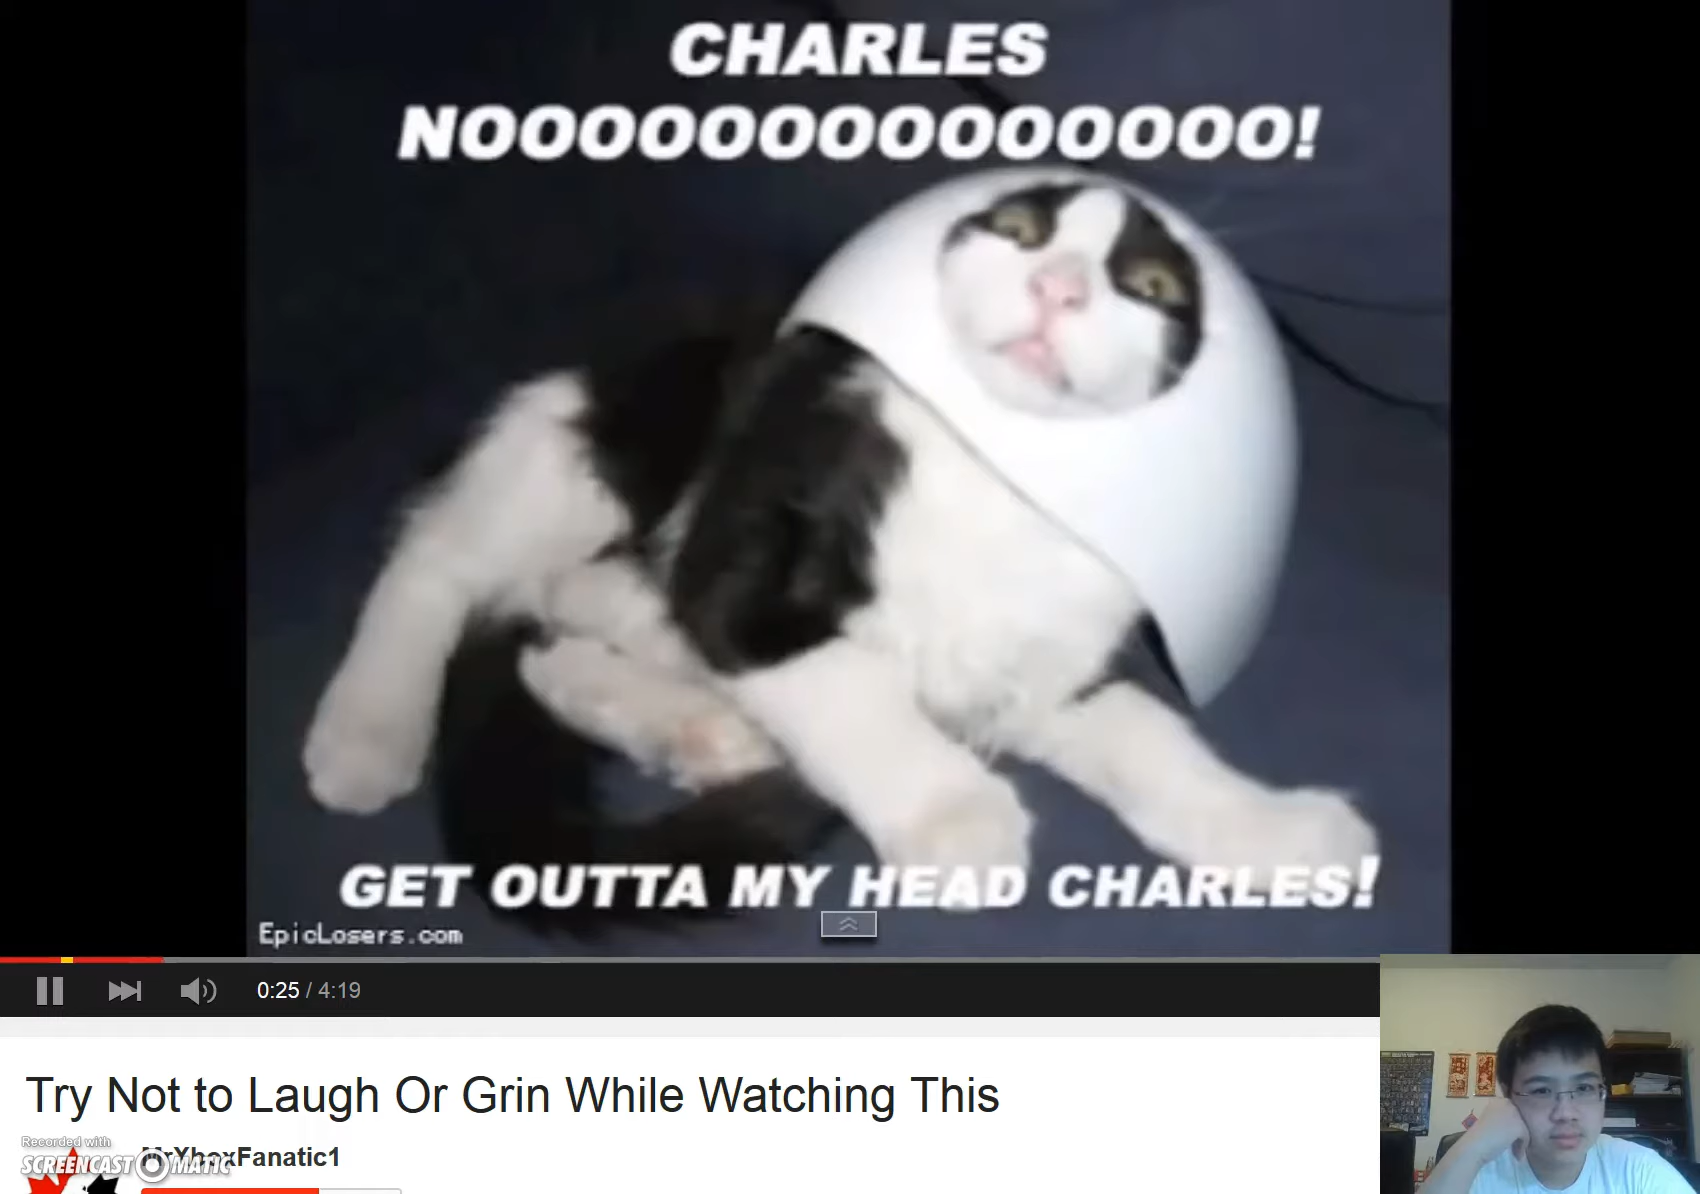 CHARLES
NOOOOOOOOOOOOOO!
GET OUTTA MY HEAD CHARLES!
EpicLosers.com
0:25 / 4:19
Try Not to Laugh Or Grin While Watching This
MrXboxFanatic1
Recorded with
SCREENCAST MATIC